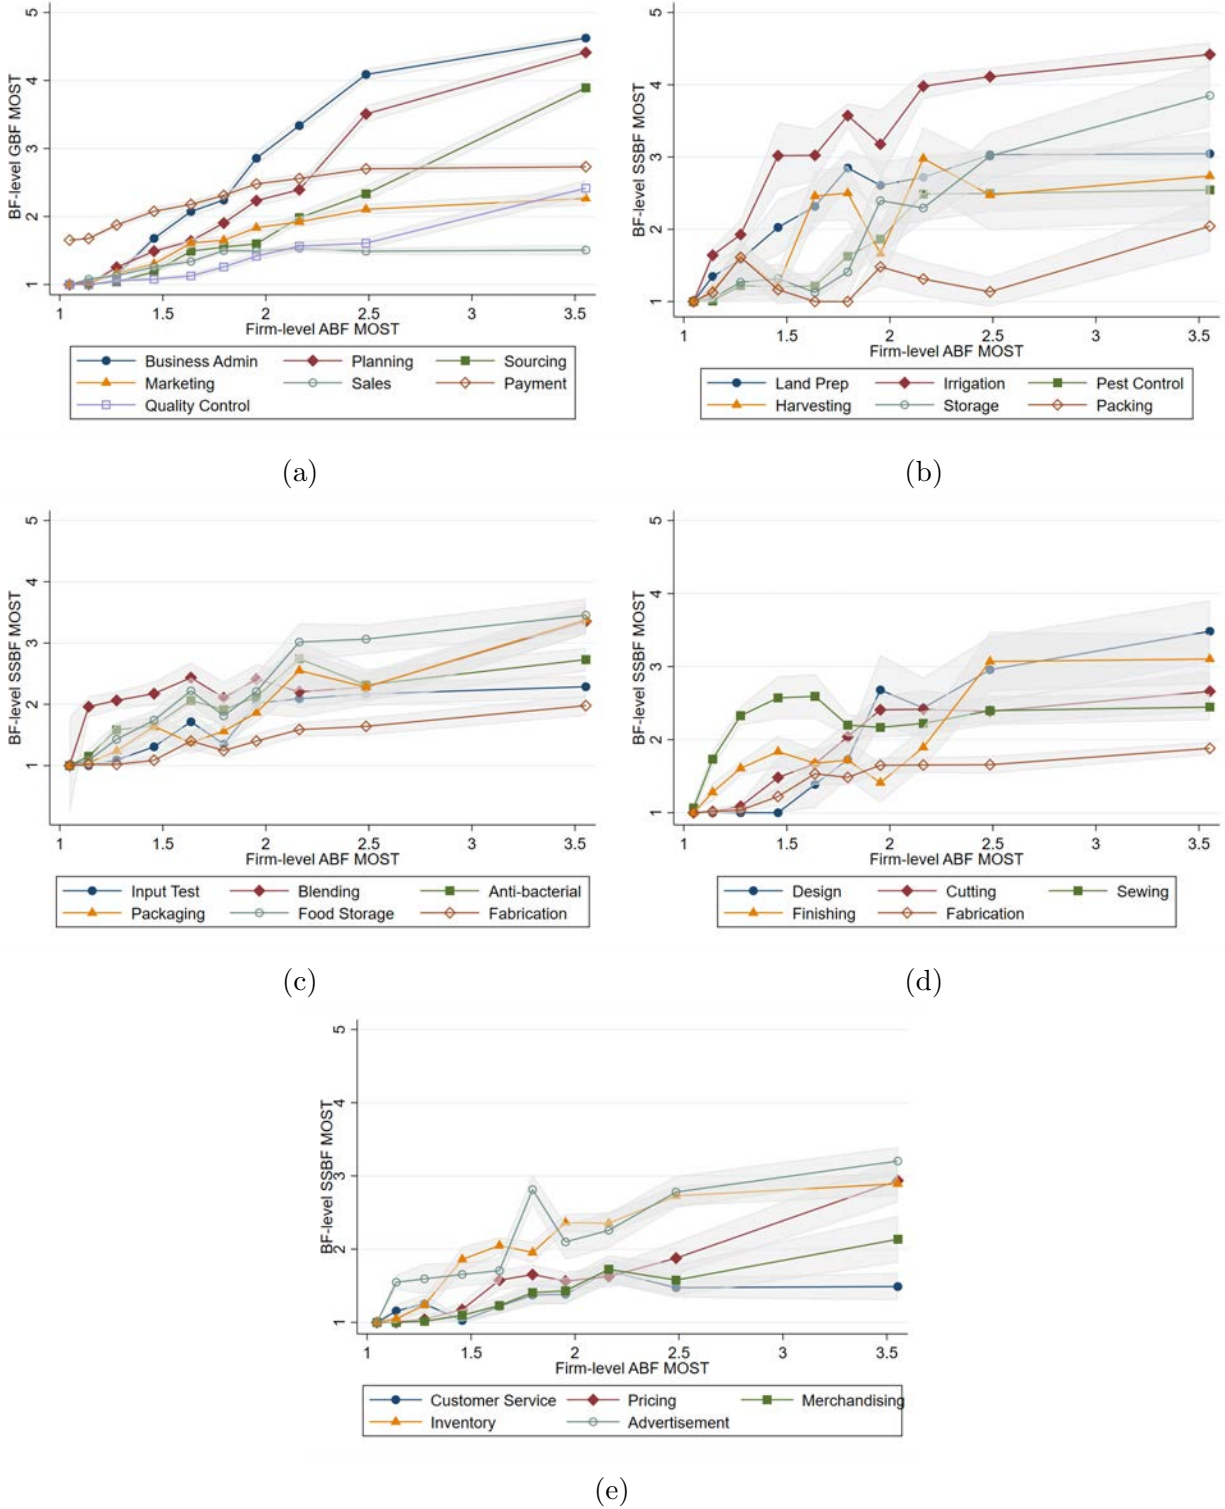 BF-level GBF MOST
5
4
3
2
1
1 1.5 2 2.5 3 3.5
Firm-level ABF MOST
Business Admin Planning Sourcing
Marketing Sales Payment
Quality Control
(a)
BF-level SSBF MOST
5
4
3
2
1
1 1.5 2 2.5 3 3.5
Firm-level ABF MOST
Land Prep Irrigation Pest Control
Harvesting Storage Packing
(b)
BF-level SSBF MOST
5
4
3
2
1
1 1.5 2 2.5 3 3.5
Firm-level ABF MOST
Input Test Blending Anti-bacterial
Packaging Food Storage Fabrication
(c)
BF-level SSBF MOST
5
4
3
2
1
1 1.5 2 2.5 3 3.5
Firm-level ABF MOST
Design Cutting Sewing
Finishing Fabrication
(d)
BF-level SSBF MOST
5
4
3
2
1
1 1.5 2 2.5 3 3.5
Firm-level ABF MOST
Customer Service Pricing Merchandising
Inventory Advertisement
(e)